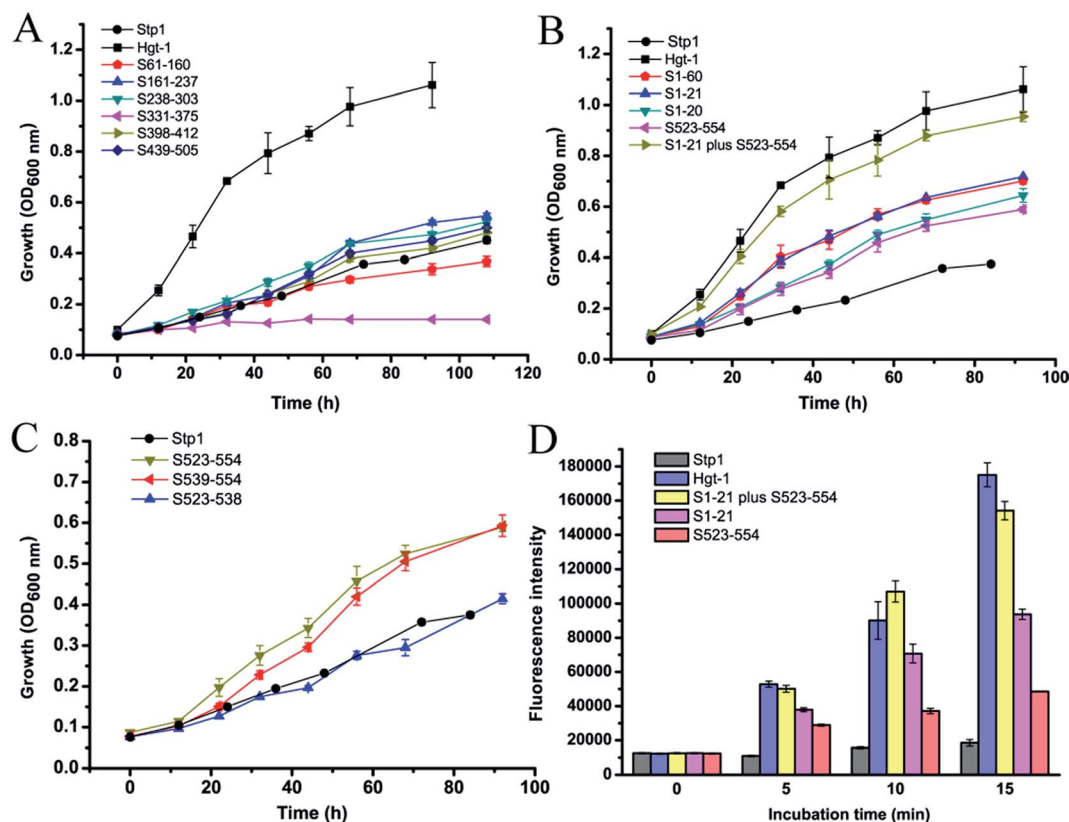 A
Stp1
Hgt-1
S61-160
S161-237
S238-303
S331-375
S398-412
S439-505
Growth (OD600 nm)
1.2
1.0
0.8
0.6
0.4
0.2
0.0
0 20 40 60 80 100 120
Time (h)
B
Stp1
Hgt-1
S1-60
S1-21
S1-20
S523-554
S1-21 plus S523-554
Growth (OD600 nm)
1.2
1.0
0.8
0.6
0.4
0.2
0.0
0 20 40 60 80 100
Time (h)
C
Stp1
S523-554
S539-554
S523-538
Growth (OD600 nm)
0.8
0.7
0.6
0.5
0.4
0.3
0.2
0.1
0.0
0 20 40 60 80 100
Time (h)
D
Stp1
Hgt-1
S1-21 plus S523-554
S1-21
S523-554
Fluorescence intensity
180000
160000
140000
120000
100000
80000
60000
40000
20000
0
0 5 10 15
Incubation time (min)